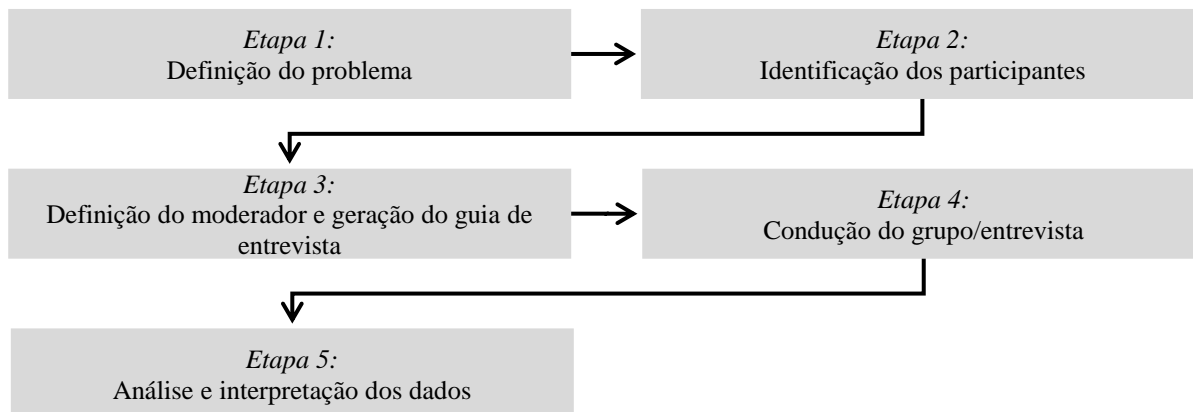 Etapa 1:
Definição do problema
Etapa 2:
Identificação dos participantes
Etapa 3:
Definição do moderador e geração do guia de
entrevista
Etapa 4:
Condução do grupo/entrevista
Etapa 5:
Análise e interpretação dos dados